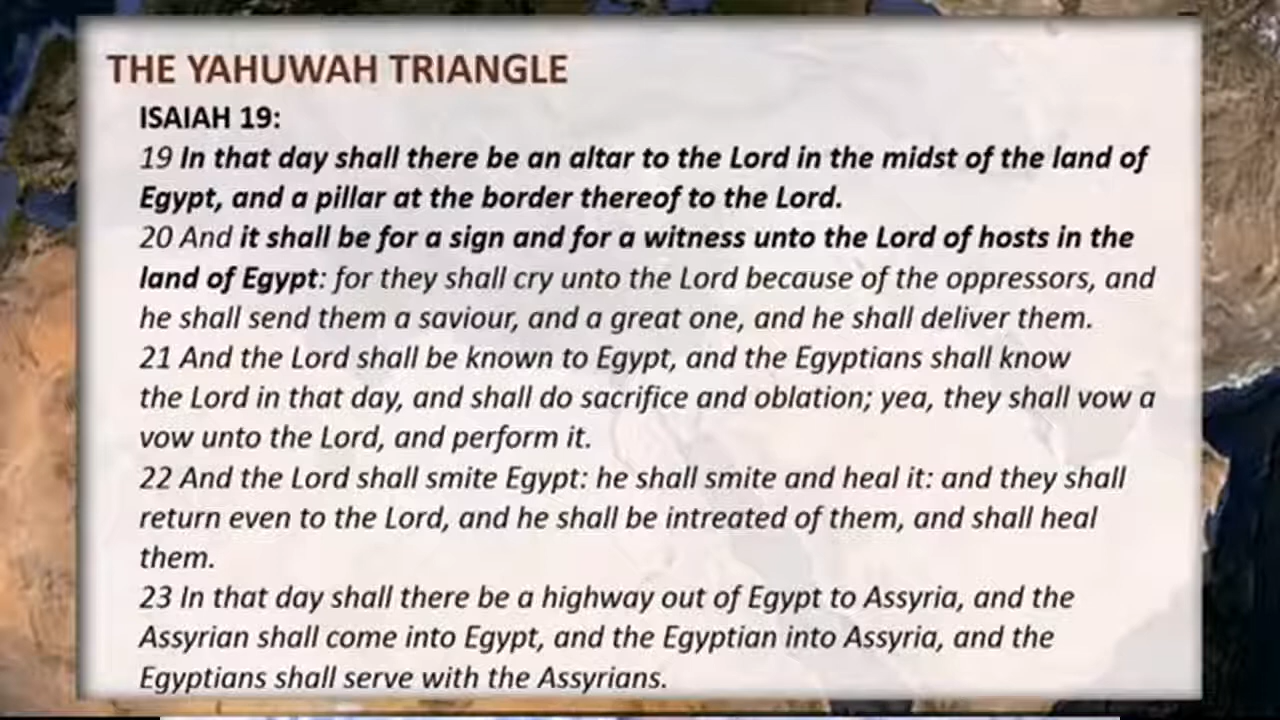 THE YAHUWAH TRIANGLE
ISAIAH 19:
19 In that day shall there be an altar to the Lord in the midst of the land of
Egypt, and a pillar at the border thereof to the Lord.
20 And it shall be for a sign and for a witness unto the Lord of hosts in the
land of Egypt: for they shall cry unto the Lord because of the oppressors, and
he shall send them a saviour, and a great one, and he shall deliver them.
21 And the Lord shall be known to Egypt, and the Egyptians shall know
the Lord in that day, and shall do sacrifice and oblation; yea, they shall vow a
vow unto the Lord, and perform it.
22 And the Lord shall smite Egypt: he shall smite and heal it: and they shall
return even to the Lord, and he shall be intreated of them, and shall heal
them.
23 In that day shall there be a highway out of Egypt to Assyria, and the
Assyrian shall come into Egypt, and the Egyptian into Assyria, and the
Egyptians shall serve with the Assyrians.